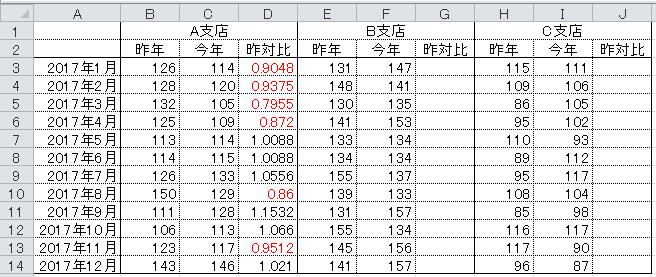 A B C D E F G H I J
1 A支店 B支店 C支店
2 昨年 今年 昨対比 昨年 今年 昨対比 昨年 今年 昨対比
3 2017年1月 126 114 0.9048 131 147 115 111
4 2017年2月 128 120 0.9375 148 141 109 106
5 2017年3月 132 105 0.7955 130 135 86 105
6 2017年4月 125 109 0.872 141 153 95 102
7 2017年5月 113 114 1.0088 133 134 110 93
8 2017年6月 114 115 1.0088 134 134 89 112
9 2017年7月 126 133 1.0556 155 137 95 117
10 2017年8月 150 129 0.86 139 133 108 104
11 2017年9月 111 128 1.1532 131 157 85 98
12 2017年10月 106 113 1.066 155 134 116 117
13 2017年11月 123 117 0.9512 145 156 117 90
14 2017年12月 143 146 1.021 141 157 96 87